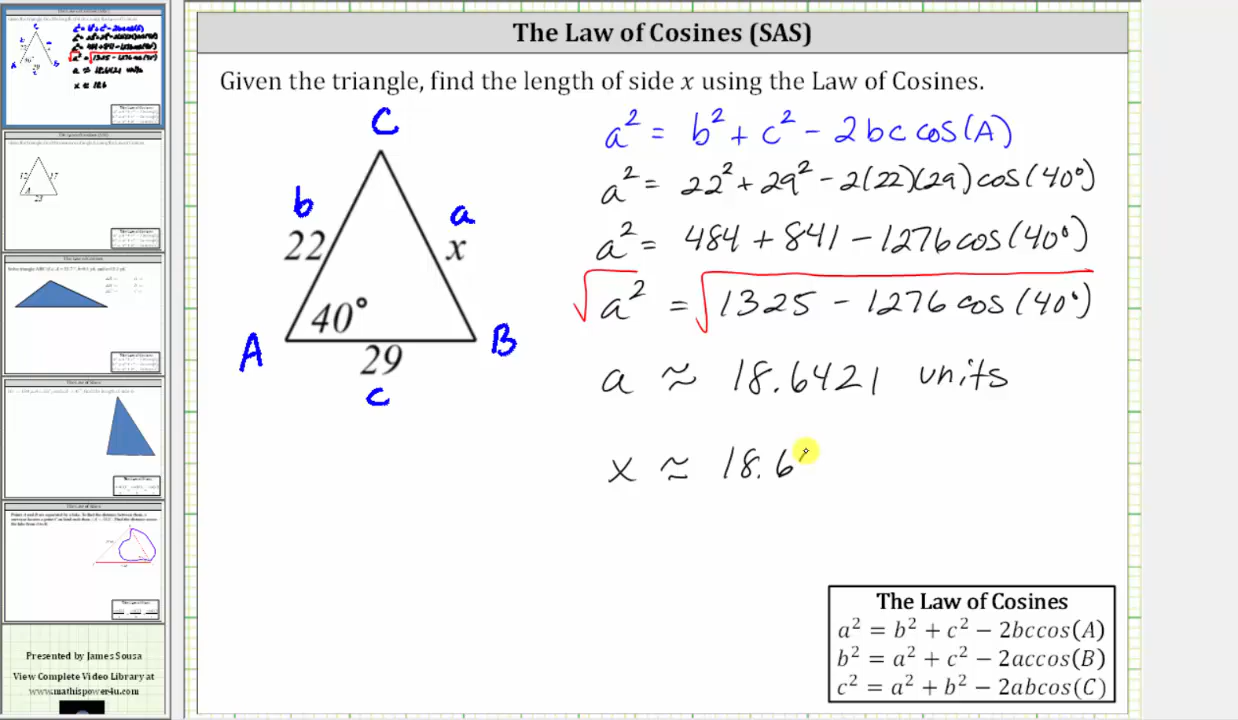 The Law of Cosines (SAS)
Given the triangle, find the length of side x using the Law of Cosines.
C
b
22
a
x
40°
A
B
29
c
a² = b² + c² - 2bc cos(A)
a² = 22² + 29² - 2(22)(29) cos(40°)
a² = 484 + 841 - 1276 cos(40°)
√a² = √1325 - 1276 cos(40°)
a ≈ 18.6421 units
x ≈ 18.6
The Law of Cosines
a² = b² + c² − 2bccos(A)
b² = a² + c² − 2accos(B)
c² = a² + b² − 2abcos(C)
Presented by James Sousa
View Complete Video Library at
www.mathispower4u.com